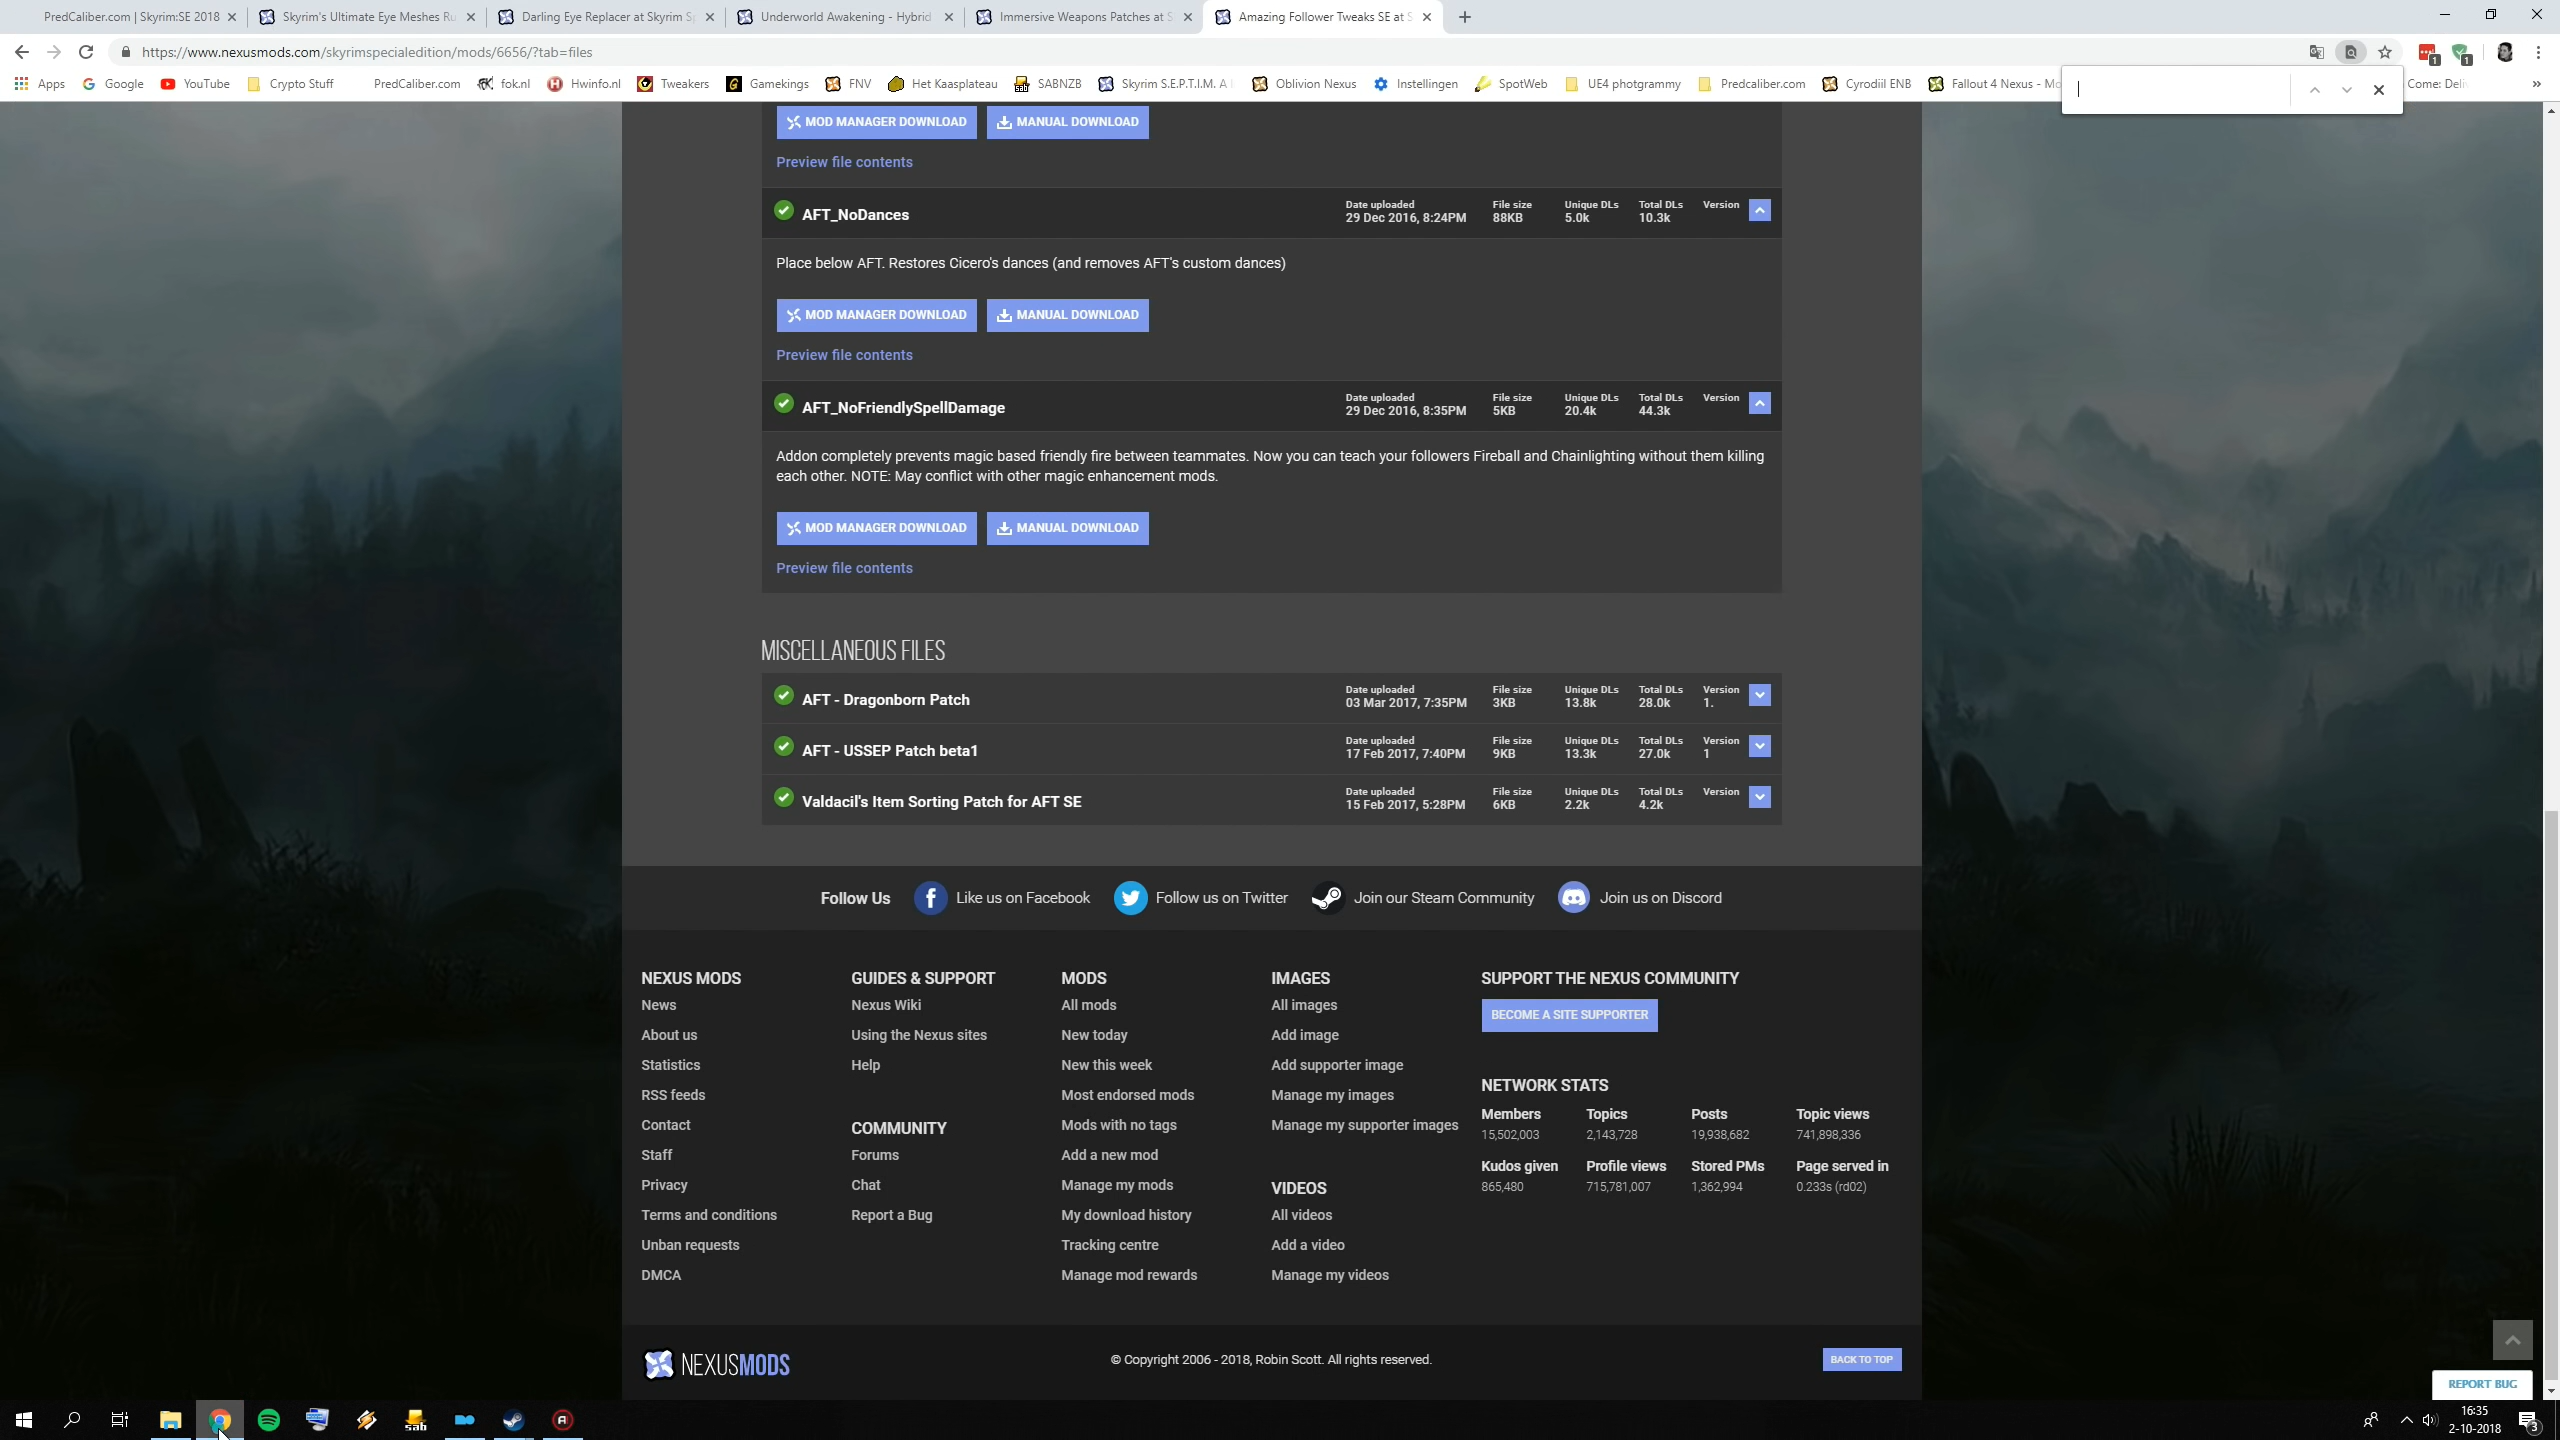 PredCaliber.com | Skyrim:SE 2018
Skyrim's Ultimate Eye Meshes Ru
Darling Eye Replacer at Skyrim Sp
Underworld Awakening - Hybrid
Immersive Weapons Patches at S
Amazing Follower Tweaks SE at S
https://www.nexusmods.com/skyrimspecialedition/mods/6656/?tab=files
1
1
Apps
Google
YouTube
Crypto Stuff
PredCaliber.com
fok.nl
Hwinfo.nl
Tweakers
Gamekings
FNV
Het Kaasplateau
SABNZB
Skyrim S.E.P.T.I.M. A
Oblivion Nexus
Instellingen
SpotWeb
UE4 photgrammy
Predcaliber.com
Cyrodiil ENB
Fallout 4 Nexus - Mo
Come: Deli
MOD MANAGER DOWNLOAD
MANUAL DOWNLOAD
Preview file contents
AFT_NoDances
Date uploaded
29 Dec 2016, 8:24PM
File size
88KB
Unique DLs
5.0k
Total DLs
10.3k
Version
Place below AFT. Restores Cicero's dances (and removes AFT's custom dances)
MOD MANAGER DOWNLOAD
MANUAL DOWNLOAD
Preview file contents
AFT_NoFriendlySpellDamage
Date uploaded
29 Dec 2016, 8:35PM
File size
5KB
Unique DLs
20.4k
Total DLs
44.3k
Version
Addon completely prevents magic based friendly fire between teammates. Now you can teach your followers Fireball and Chainlighting without them killing
each other. NOTE: May conflict with other magic enhancement mods.
MOD MANAGER DOWNLOAD
MANUAL DOWNLOAD
Preview file contents
MISCELLANEOUS FILES
AFT - Dragonborn Patch
Date uploaded
03 Mar 2017, 7:35PM
File size
3KB
Unique DLs
13.8k
Total DLs
28.0k
Version
1.
AFT - USSEP Patch beta1
Date uploaded
17 Feb 2017, 7:40PM
File size
9KB
Unique DLs
13.3k
Total DLs
27.0k
Version
1
Valdacil's Item Sorting Patch for AFT SE
Date uploaded
15 Feb 2017, 5:28PM
File size
6KB
Unique DLs
2.2k
Total DLs
4.2k
Version
Follow Us
Like us on Facebook
Follow us on Twitter
Join our Steam Community
Join us on Discord
NEXUS MODS
News
About us
Statistics
RSS feeds
Contact
Staff
Privacy
Terms and conditions
Unban requests
DMCA
GUIDES & SUPPORT
Nexus Wiki
Using the Nexus sites
Help
COMMUNITY
Forums
Chat
Report a Bug
MODS
All mods
New today
New this week
Most endorsed mods
Mods with no tags
Add a new mod
Manage my mods
My download history
Tracking centre
Manage mod rewards
IMAGES
All images
Add image
Add supporter image
Manage my images
Manage my supporter images
VIDEOS
All videos
Add a video
Manage my videos
SUPPORT THE NEXUS COMMUNITY
BECOME A SITE SUPPORTER
NETWORK STATS
Members
15,502,003
Topics
2,143,728
Posts
19,938,682
Topic views
741,898,336
Kudos given
865,480
Profile views
715,781,007
Stored PMs
1,362,994
Page served in
0.233s (rd02)
NEXUSMODS
© Copyright 2006 - 2018, Robin Scott. All rights reserved.
BACK TO TOP
REPORT BUG
sab
16:35
2-10-2018
3